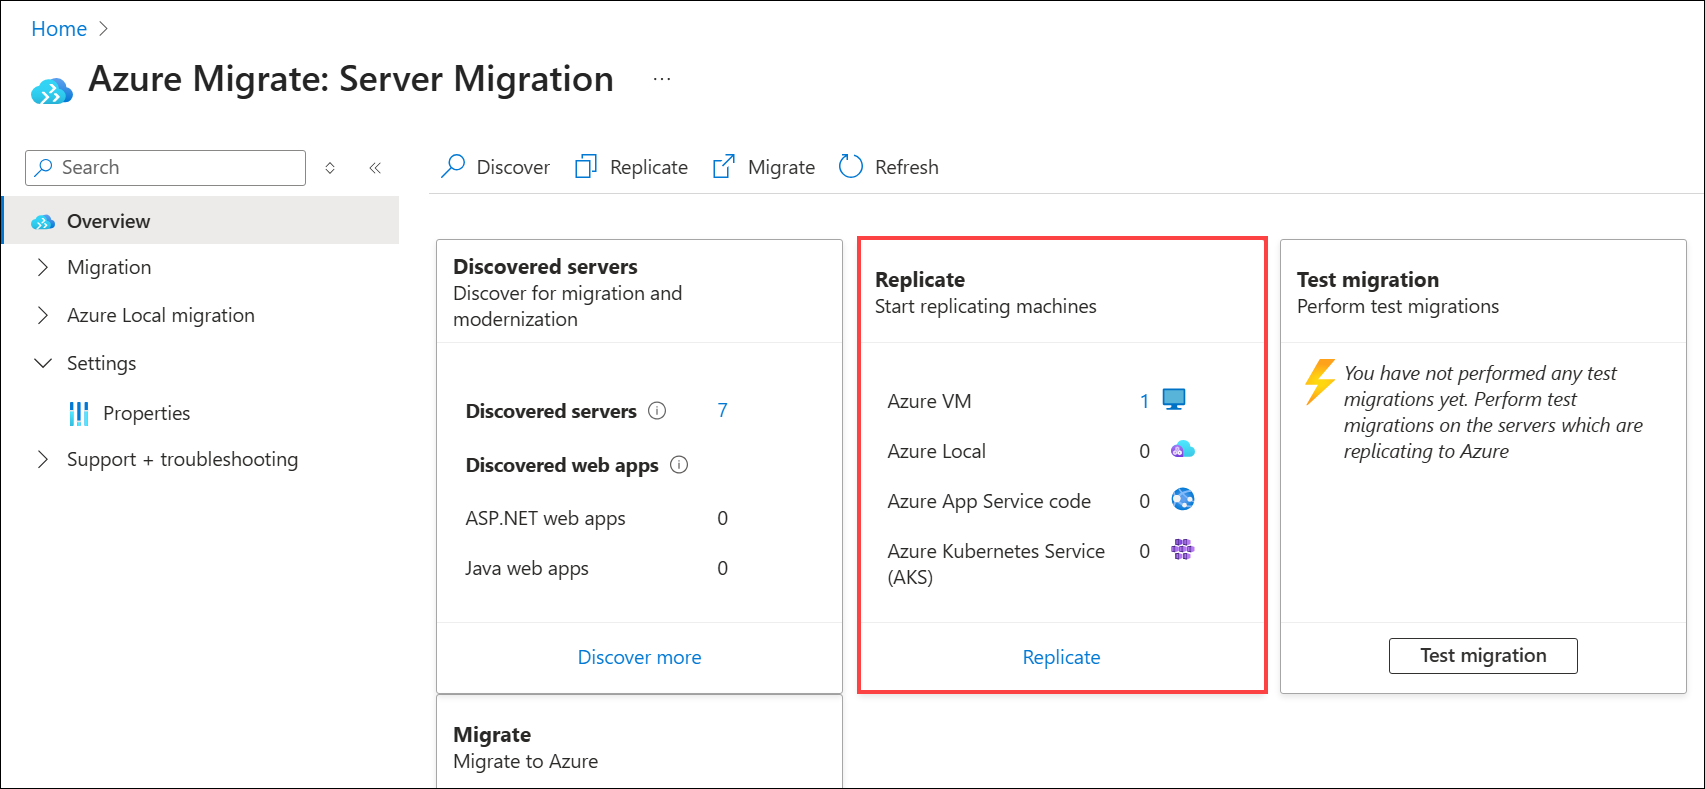 Home
Azure Migrate: Server Migration
...
Search
Discover
Replicate
Migrate
Refresh
Overview
Migration
Azure Local migration
Settings
Properties
Support + troubleshooting
Discovered servers
Discover for migration and
modernization
Discovered servers 7
Discovered web apps
ASP.NET web apps 0
Java web apps 0
Discover more
Replicate
Start replicating machines
Azure VM 1
Azure Local 0
Azure App Service code 0
Azure Kubernetes Service 0
(AKS)
Replicate
Test migration
Perform test migrations
You have not performed any test
migrations yet. Perform test
migrations on the servers which are
replicating to Azure
Test migration
Migrate
Migrate to Azure